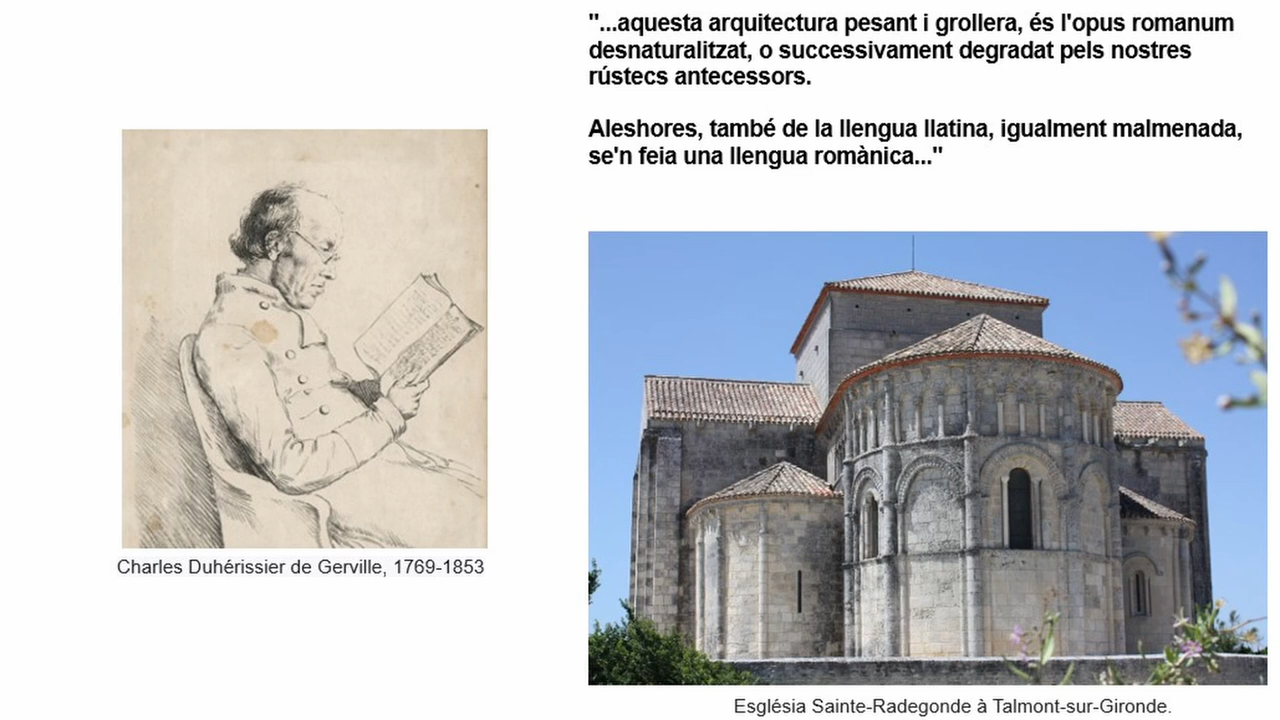 "...aquesta arquitectura pesant i grollera, és l'opus romanum
desnaturalitzat, o successivament degradat pels nostres
rústecs antecessors.
Aleshores, també de la llengua llatina, igualment malmenada,
se'n feia una llengua romànica..."
Charles Duhérissier de Gerville, 1769-1853
Església Sainte-Radegonde à Talmont-sur-Gironde.